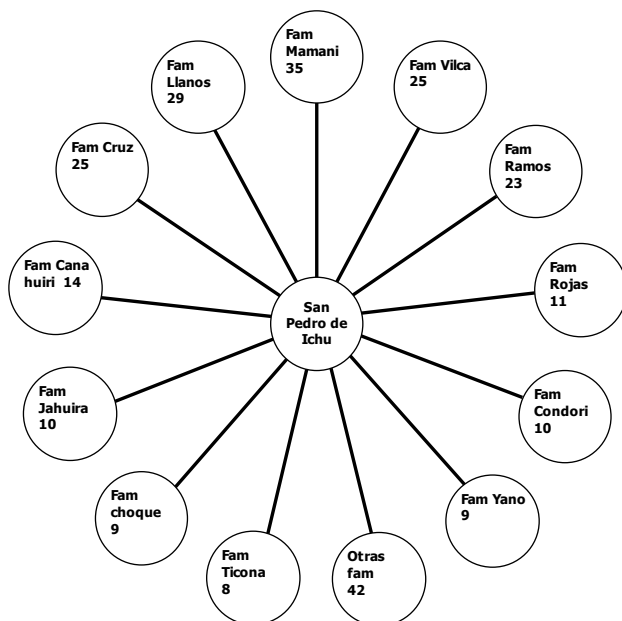 Fam
Mamani
35
Fam Vilca
25
Fam
Ramos
23
Fam
Rojas
11
Fam
Condori
10
Fam Yano
9
Otras
fam
42
Fam
Ticona
8
Fam
choque
9
Fam
Jahuira
10
Fam Cana
huiri 14
Fam Cruz
25
Fam
Llanos
29
San
Pedro de
Ichu